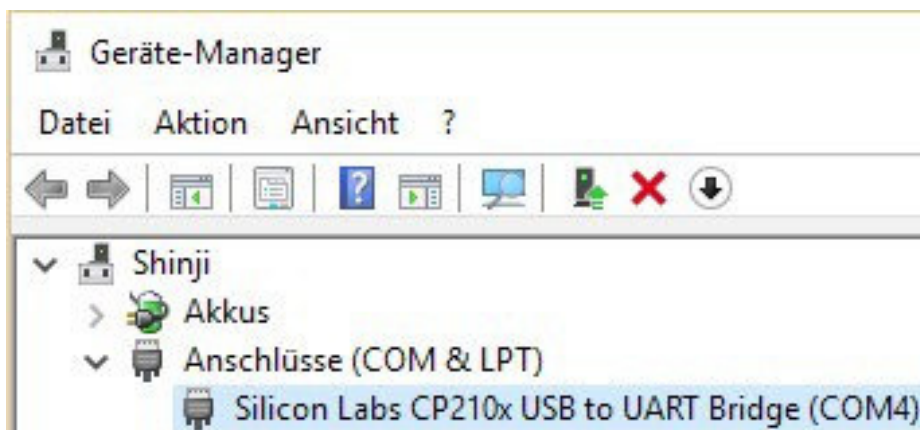 Geräte-Manager
Datei Aktion Ansicht ?
Shinji
Akkus
Anschlüsse (COM & LPT)
Silicon Labs CP210x USB to UART Bridge (COM4)